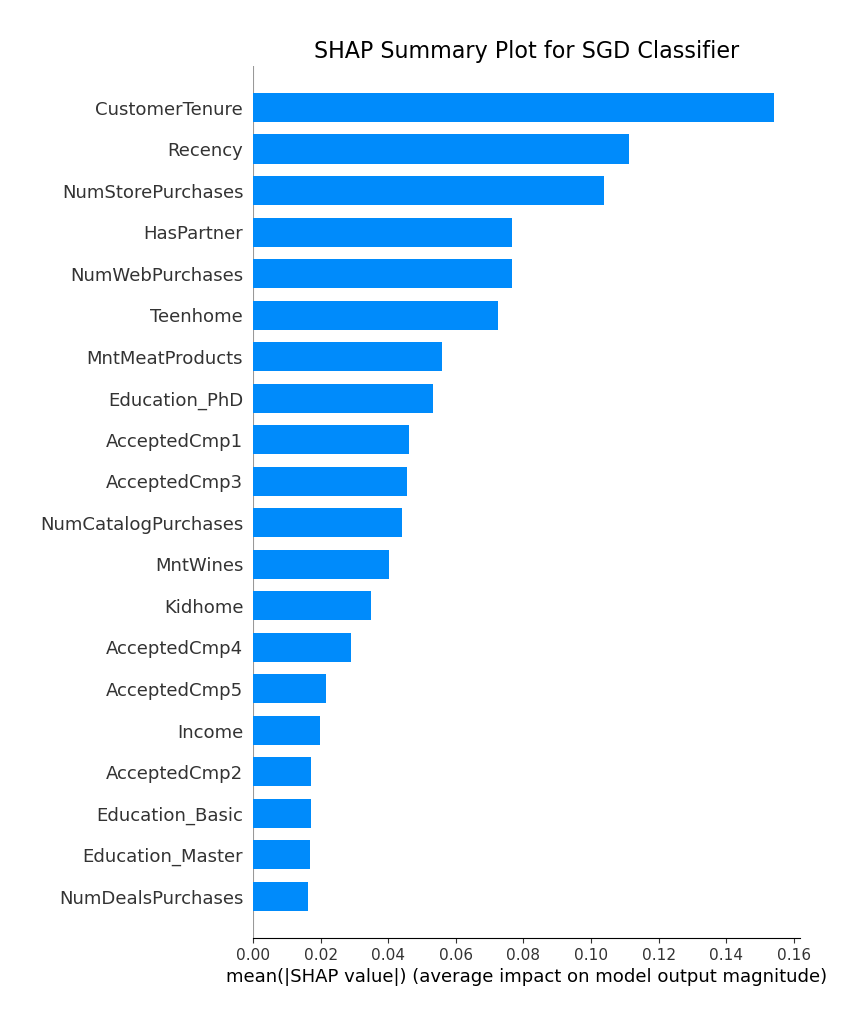 SHAP Summary Plot for SGD Classifier
CustomerTenure
Recency
NumStorePurchases
HasPartner
NumWebPurchases
Teenhome
MntMeatProducts
Education_PhD
AcceptedCmp1
AcceptedCmp3
NumCatalogPurchases
MntWines
Kidhome
AcceptedCmp4
AcceptedCmp5
Income
AcceptedCmp2
Education_Basic
Education_Master
NumDealsPurchases
0.00 0.02 0.04 0.06 0.08 0.10 0.12 0.14 0.16
mean(|SHAP value|) (average impact on model output magnitude)